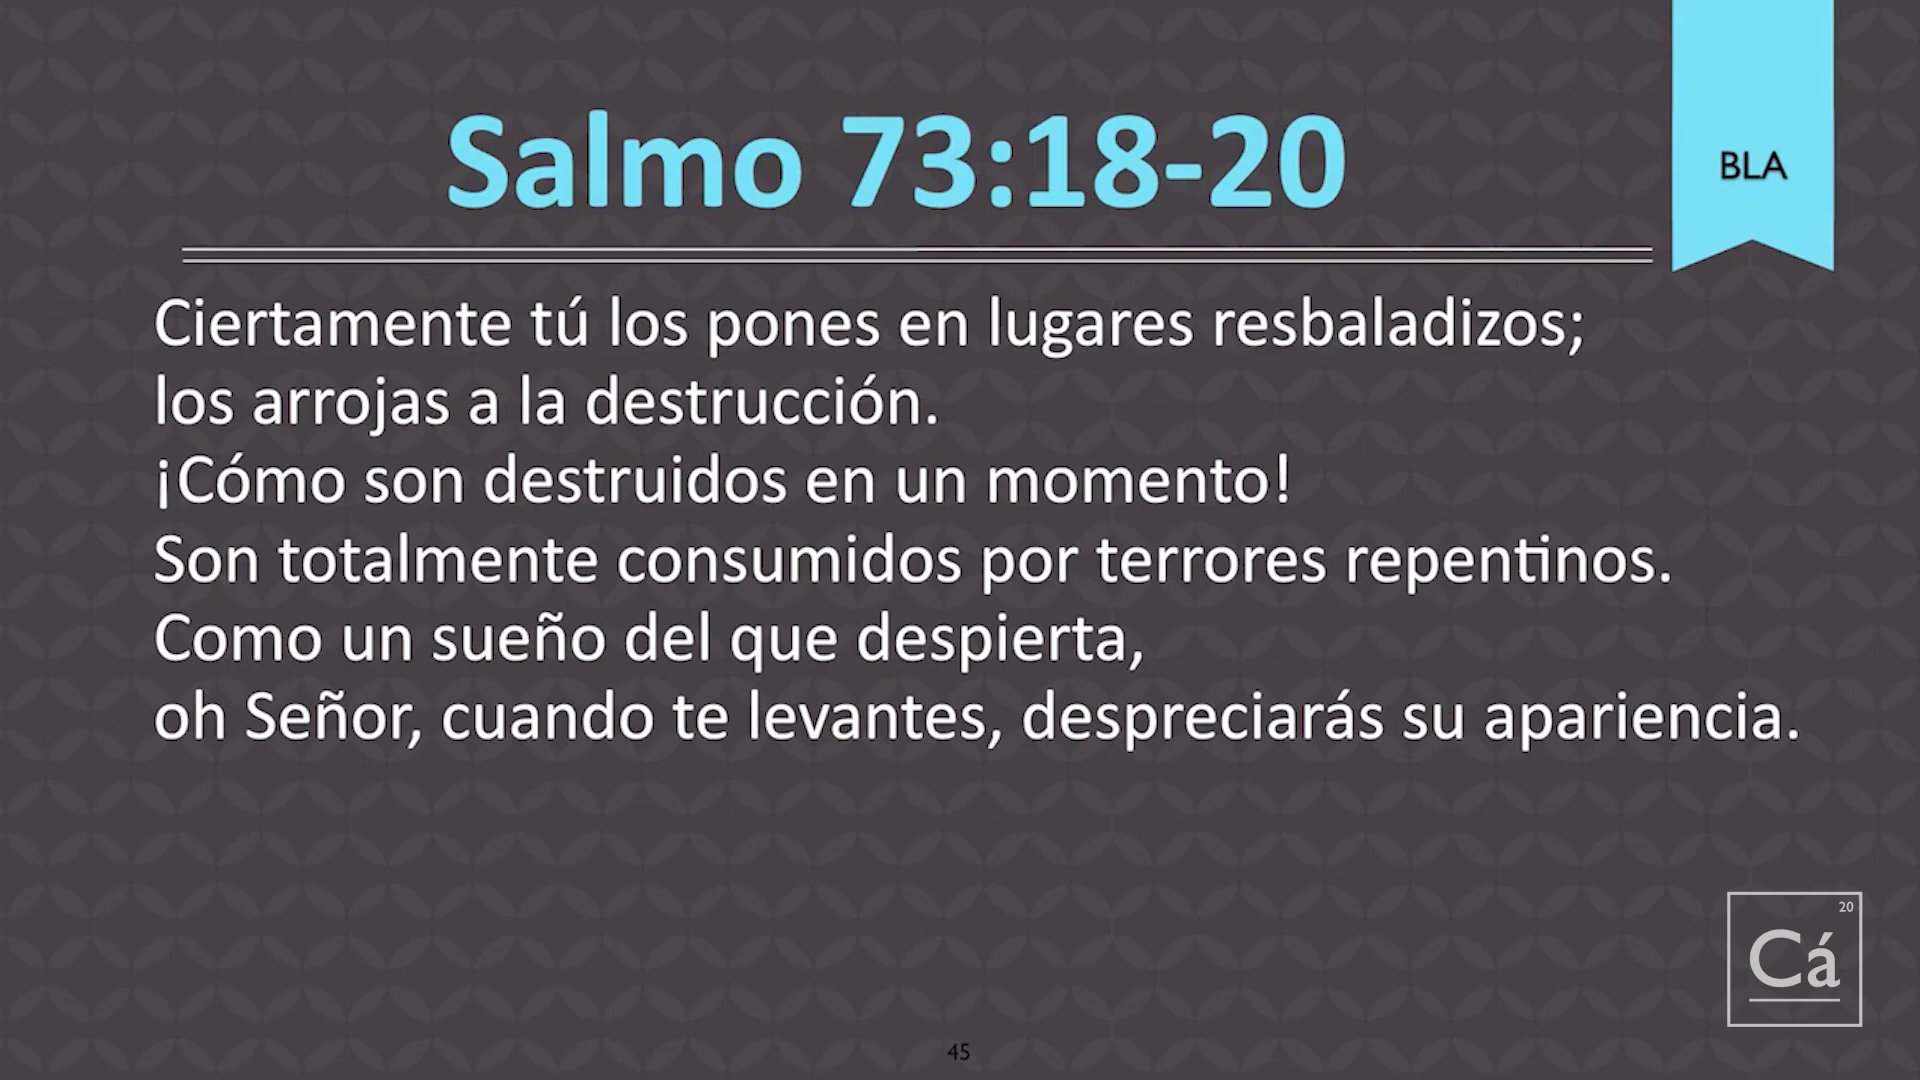 Salmo 73:18-20
BLA
Ciertamente tú los pones en lugares resbaladizos;
los arrojas a la destrucción.
¡Cómo son destruidos en un momento!
Son totalmente consumidos por terrores repentinos.
Como un sueño del que despierta,
oh Señor, cuando te levantes, despreciarás su apariencia.
20
Cá
45